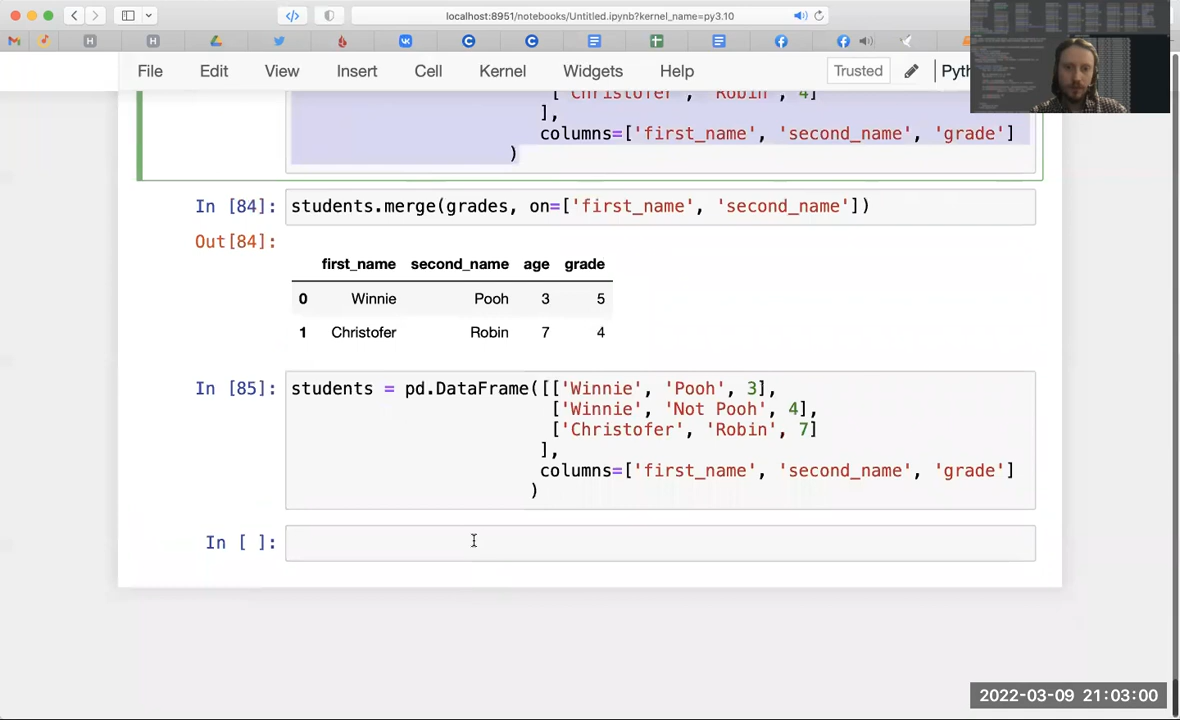 localhost:8951/notebooks/Untitled.ipynb?kernel_name=py3.10
File Edit View Insert Cell Kernel Widgets Help Trusted Pyth
['Christofer', 'Robin', 4]
],
columns=['first_name', 'second_name', 'grade']
)
In [84]: students.merge(grades, on=['first_name', 'second_name'])
Out[84]:
first_name second_name age grade
0 Winnie Pooh 3 5
1 Christofer Robin 7 4
In [85]: students = pd.DataFrame([['Winnie', 'Pooh', 3],
['Winnie', 'Not Pooh', 4],
['Christofer', 'Robin', 7]
],
columns=['first_name', 'second_name', 'grade']
)
In [ ]:
2022-03-09 21:03:00